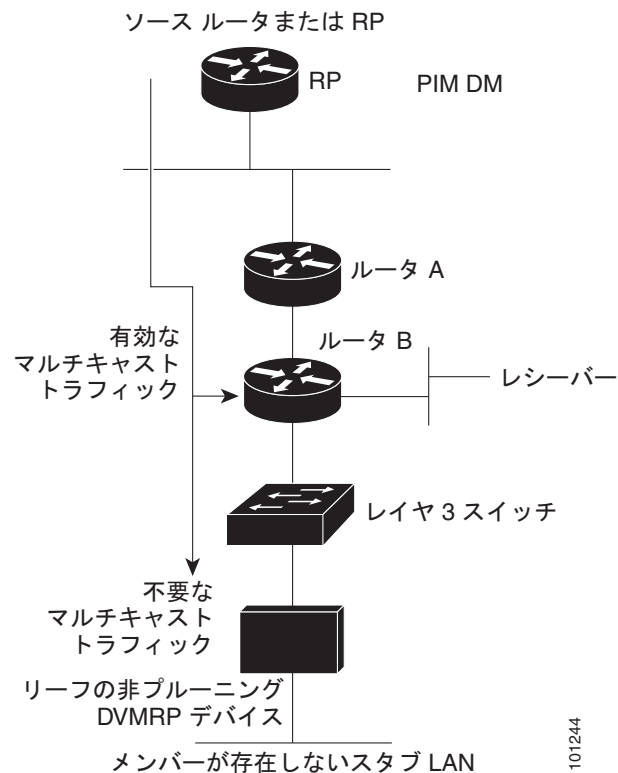 ソース ルータまたは RP
RP
PIM DM
ルータ A
ルータ B
有効な
マルチキャスト
トラフィック
レシーバー
レイヤ 3 スイッチ
不要な
マルチキャスト
トラフィック
リーフの非プルーニング
DVMRP デバイス
メンバーが存在しないスタブ LAN
101244